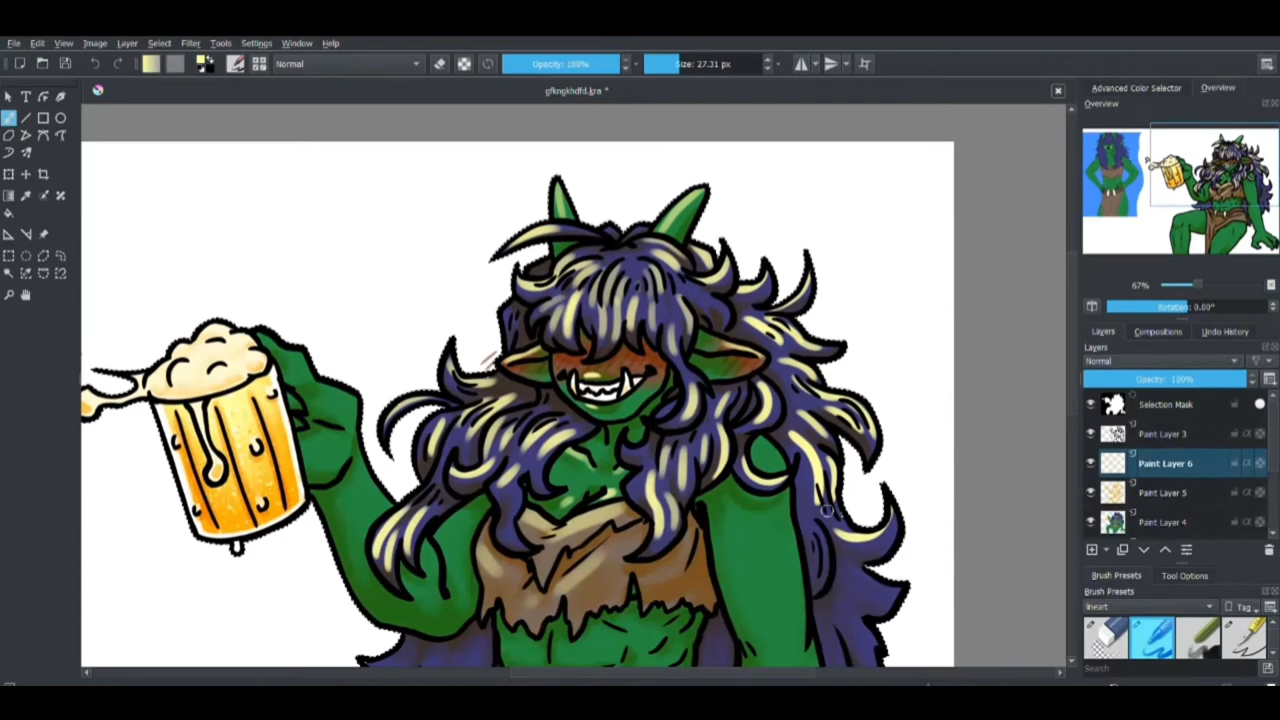 File Edit View Image Layer Select Filter Tools Settings Window Help
Normal Opacity: 100% Size: 27.31 px
gfkngkhdfd.kra *
Advanced Color Selector Overview
Overview
67%
Rotation: 0.00°
Layers Compositions Undo History
Layers
Normal
Opacity: 100%
Selection Mask
Paint Layer 3
Paint Layer 6
Paint Layer 5
Paint Layer 4
Brush Presets Tool Options
Brush Presets
lineart Tag
Search